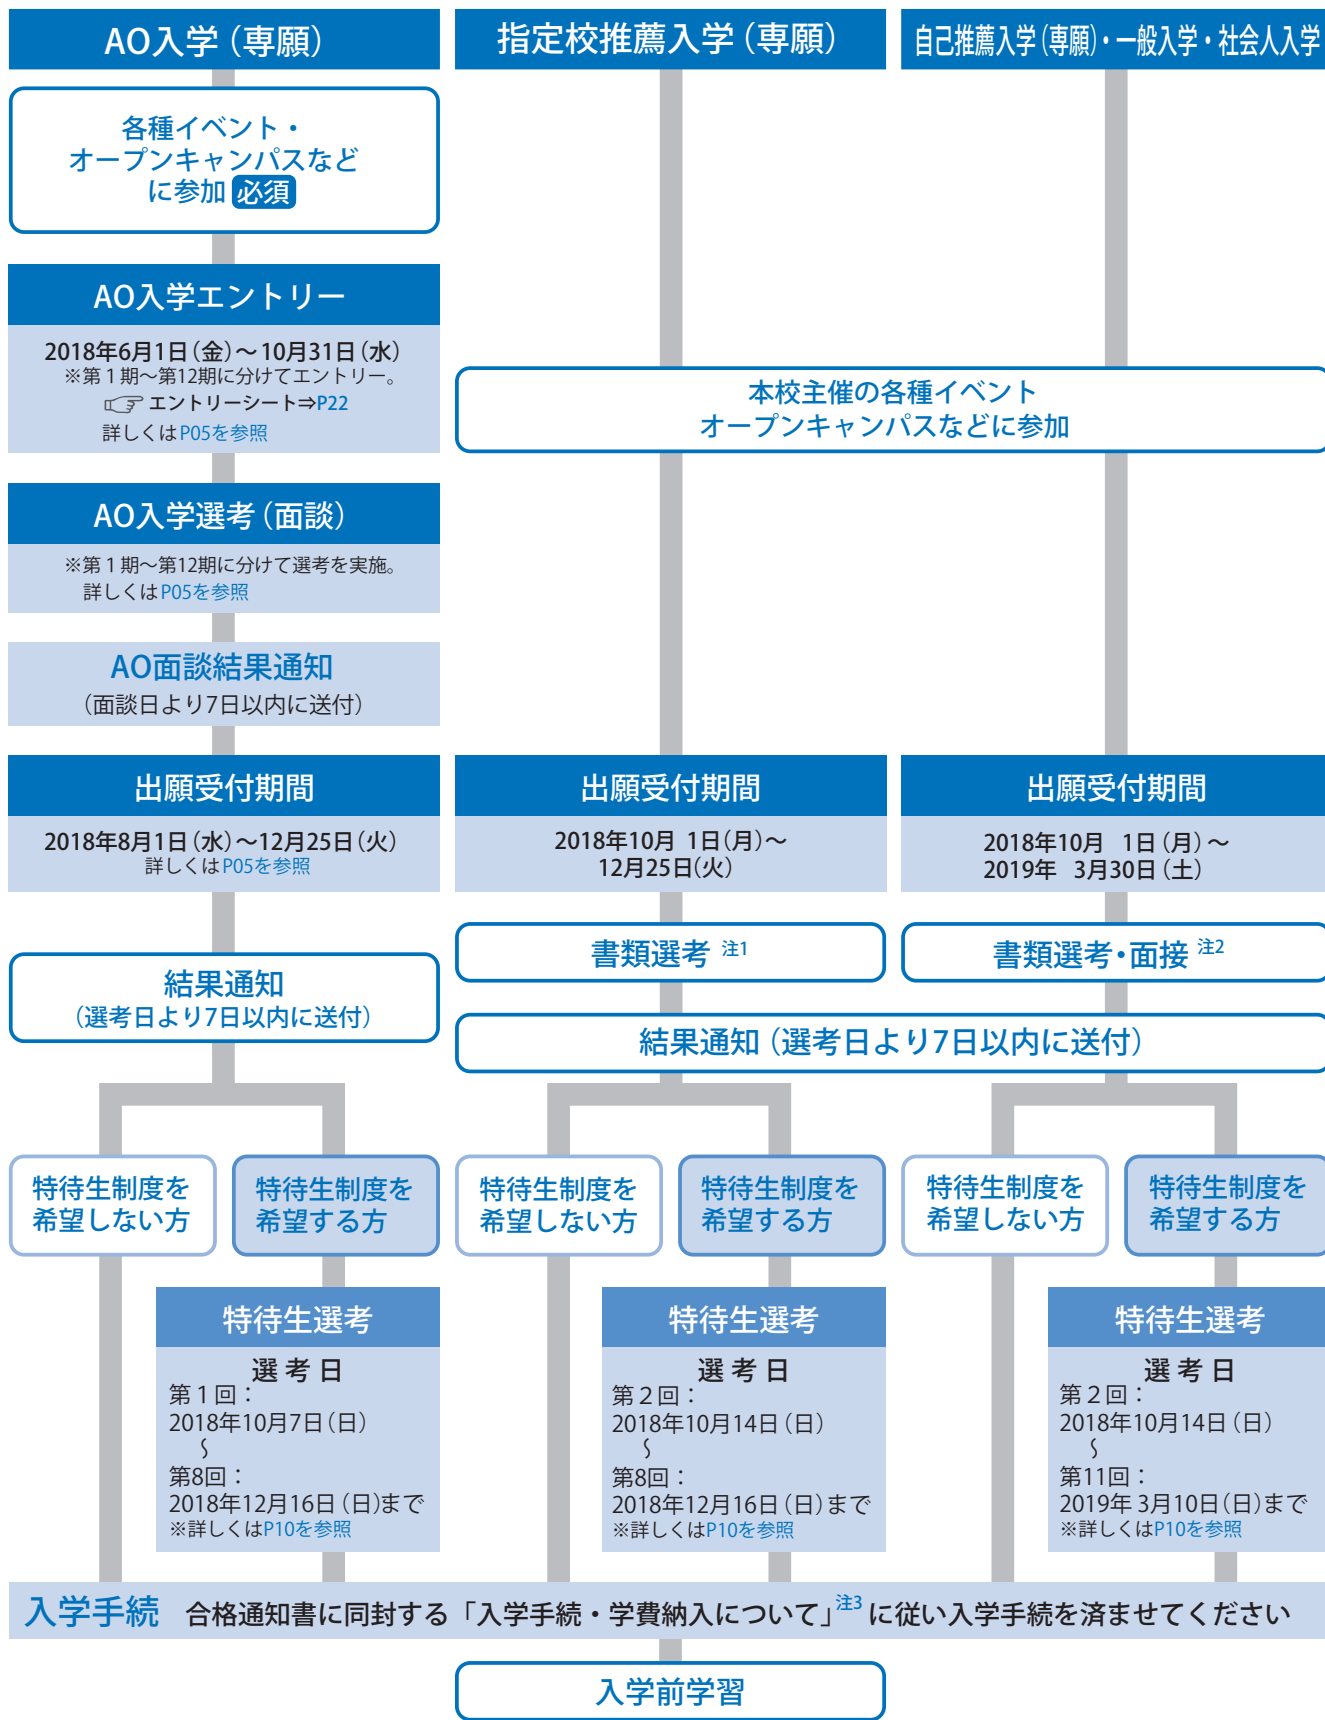 AO入学（専願）
指定校推薦入学（専願）
自己推薦入学（専願）・一般入学・社会人入学
各種イベント・
オープンキャンパスなど
に参加 必須
AO入学エントリー
2018年6月1日（金）～10月31日（水）
※第１期～第12期に分けてエントリー。
エントリーシート⇒P22
詳しくはP05を参照
本校主催の各種イベント
オープンキャンパスなどに参加
AO入学選考（面談）
※第１期～第12期に分けて選考を実施。
詳しくはP05を参照
AO面談結果通知
（面談日より7日以内に送付）
出願受付期間
2018年8月1日（水）～12月25日（火）
詳しくはP05を参照
出願受付期間
2018年10月 1日（月）～
12月25日（火）
出願受付期間
2018年10月 1日（月）～
2019年 3月30日（土）
結果通知
（選考日より7日以内に送付）
書類選考 注1
書類選考・面接 注2
結果通知（選考日より7日以内に送付）
特待生制度を
希望しない方
特待生制度を
希望する方
特待生制度を
希望しない方
特待生制度を
希望する方
特待生制度を
希望しない方
特待生制度を
希望する方
特待生選考
選 考 日
第１回：
2018年10月7日（日）
～
第8回：
2018年12月16日（日）まで
※詳しくはP10を参照
特待生選考
選 考 日
第２回：
2018年10月14日（日）
～
第8回：
2018年12月16日（日）まで
※詳しくはP10を参照
特待生選考
選 考 日
第２回：
2018年10月14日（日）
～
第11回：
2019年 3月10日（日）まで
※詳しくはP10を参照
入学手続 合格通知書に同封する「入学手続・学費納入について」注3 に従い入学手続を済ませてください
入学前学習